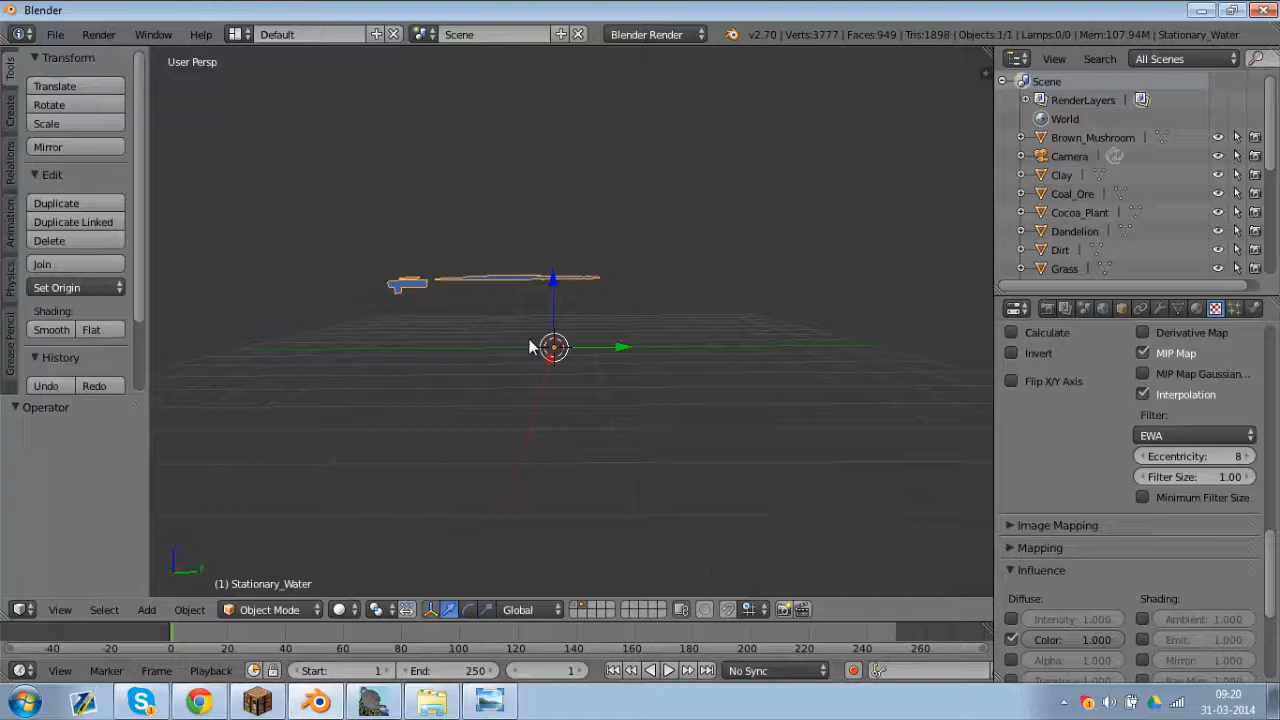 Blender
File Render Window Help Default Scene Blender Render v2.70 | Verts:3777 | Faces:949 | Tris:1898 | Objects:1/1 | Lamps:0/0 | Mem:107.94M | Stationary_Water
Transform
Translate
Rotate
Scale
Mirror
Edit
Duplicate
Duplicate Linked
Delete
Join
Set Origin
Shading:
Smooth Flat
History
Undo Redo
Operator
Tools
Create
Relations
Animation
Physics
Grease Pencil
User Persp
(1) Stationary_Water
View Search All Scenes
Scene
RenderLayers
World
Brown_Mushroom
Camera
Clay
Coal_Ore
Cocoa_Plant
Dandelion
Dirt
Grass
Calculate Derivative Map
Invert MIP Map
Flip X/Y Axis MIP Map Gaussian...
Interpolation
Filter:
EWA
Eccentricity: 8
Filter Size: 1.00
Minimum Filter Size
Image Mapping
Mapping
Influence
Diffuse: Shading:
Intensity 1.000 Ambient: 1.000
Color: 1.000 Emit: 1.000
Alpha: 1.000 Mirror: 1.000
View Select Add Object Object Mode Global
-40 -20 0 20 40 60 80 100 120 140 160 180 200 220 240 260
View Marker Frame Playback Start: 1 End: 250 1 No Sync
09:20
31-03-2014